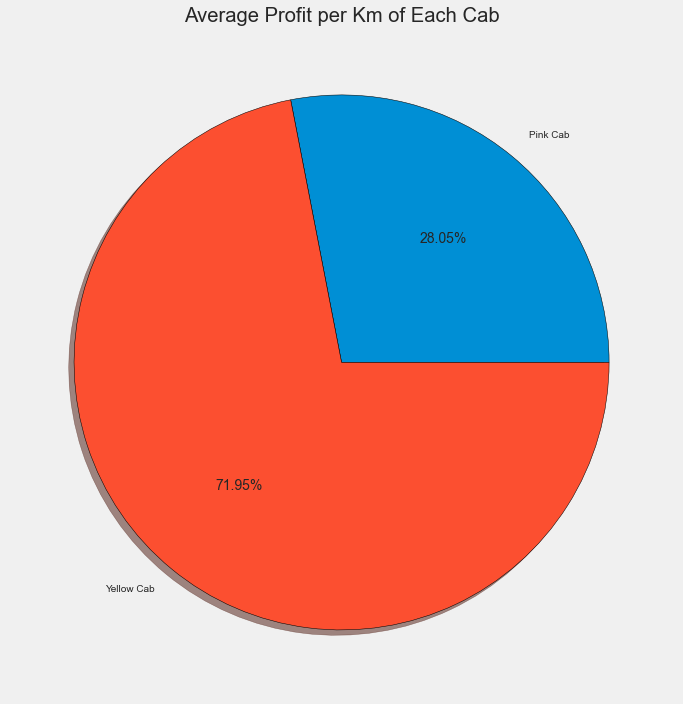 Average Profit per Km of Each Cab
Pink Cab
28.05%
71.95%
Yellow Cab